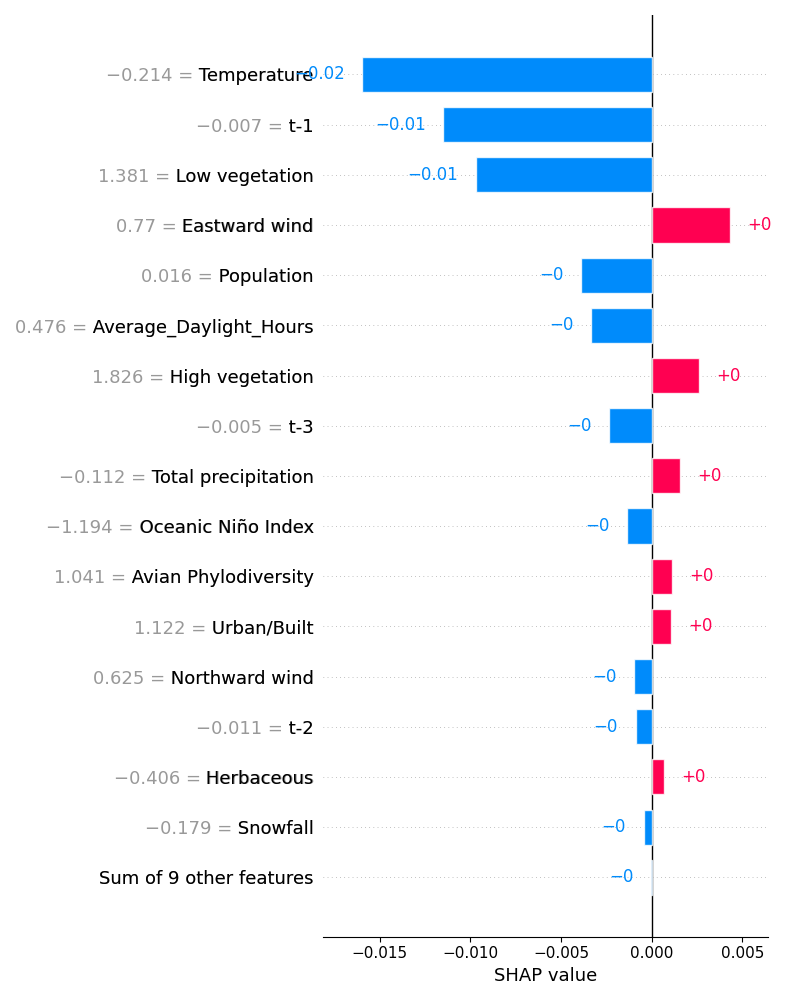 −0.214 = Temperature −0.02
−0.007 = t-1 −0.01
1.381 = Low vegetation −0.01
0.77 = Eastward wind +0
0.016 = Population −0
0.476 = Average_Daylight_Hours −0
1.826 = High vegetation +0
−0.005 = t-3 −0
−0.112 = Total precipitation +0
−1.194 = Oceanic Niño Index −0
1.041 = Avian Phylodiversity +0
1.122 = Urban/Built +0
0.625 = Northward wind −0
−0.011 = t-2 −0
−0.406 = Herbaceous +0
−0.179 = Snowfall −0
Sum of 9 other features −0
−0.015 −0.010 −0.005 0.000 0.005
SHAP value